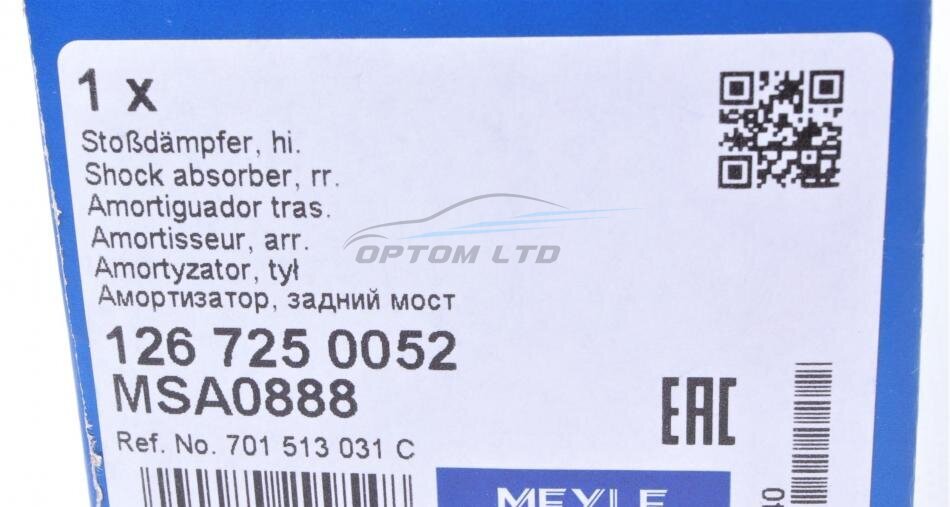 1 x
Stoßdämpfer, hi.
Shock absorber, rr.
Amortiguador tras.
Amortisseur, arr.
Amortyzator, tył
Амортизатор, задний мост
OPTOM LTD
126 725 0052
MSA0888
EAC
Ref. No. 701 513 031 C
MEYLE